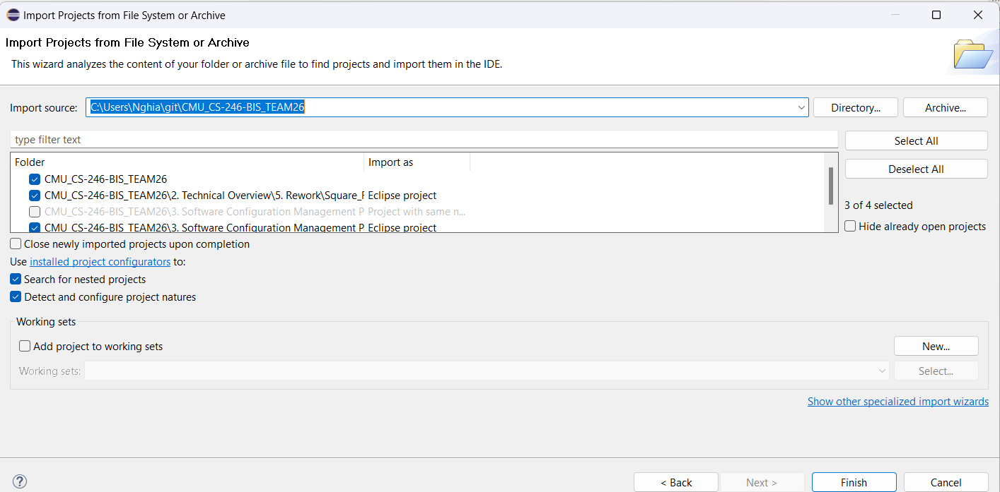 Import Projects from File System or Archive
Import Projects from File System or Archive
This wizard analyzes the content of your folder or archive file to find projects and import them in the IDE.
Import source: C:\Users\Nghia\git\CMU_CS-246-BIS_TEAM26 Directory... Archive...
type filter text Select All
Folder Import as
CMU_CS-246-BIS_TEAM26 Deselect All
CMU_CS-246-BIS_TEAM26\2. Technical Overview\5. Rework\Square_F Eclipse project
CMU_CS-246-BIS_TEAM26\3. Software Configuration Management P Project with same n... 3 of 4 selected
CMU_CS-246-BIS_TEAM26\3. Software Configuration Management P Eclipse project Hide already open projects
Close newly imported projects upon completion
Use installed project configurators to:
Search for nested projects
Detect and configure project natures
Working sets
Add project to working sets New...
Working sets: Select...
Show other specialized import wizards
? < Back Next > Finish Cancel